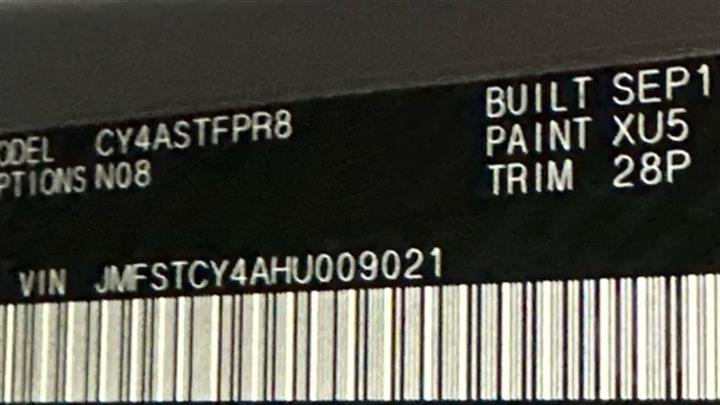 ODEL CY4ASTFPR8
PTIONS N08
BUILT SEP1
PAINT XU5
TRIM 28P
VIN JMFSTCY4AHU009021